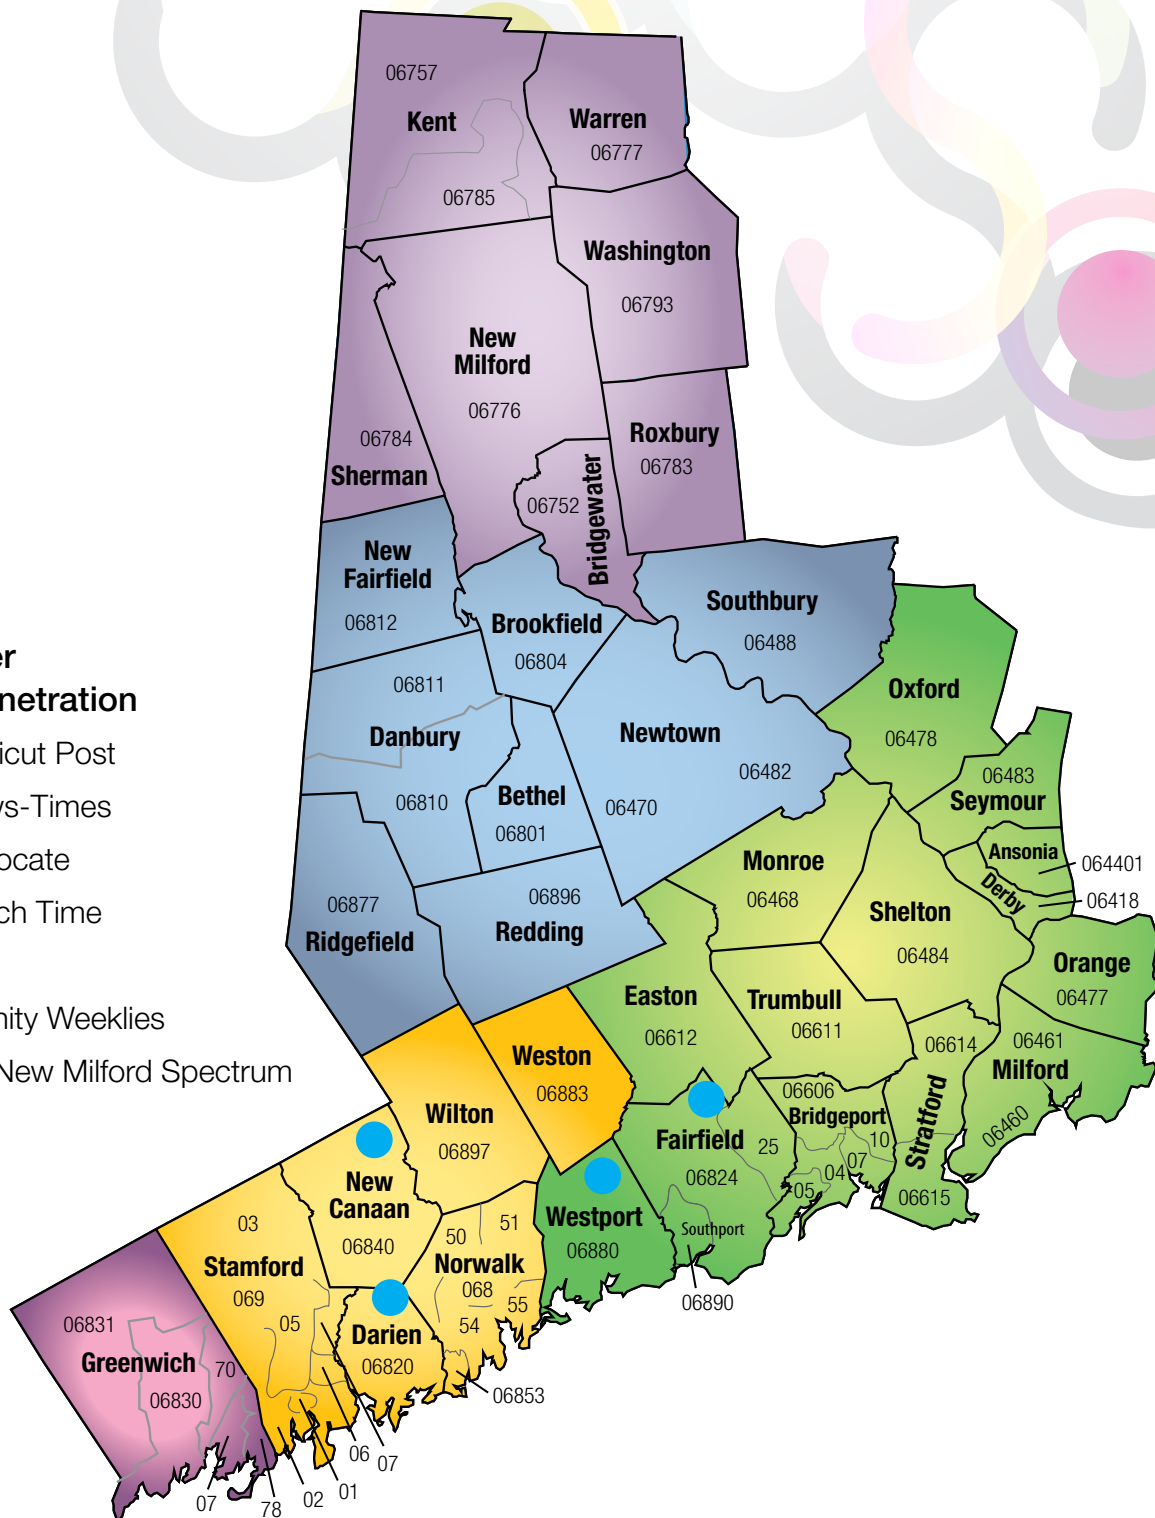 06757
Kent
06785
Warren
06777
Washington
06793
New
Milford
06776
06784
Sherman
Roxbury
06783
06752
Bridgewater
New
Fairfield
06812
Brookfield
06804
Southbury
06488
06811
Danbury
06810
Bethel
06801
Newtown
06482
06470
Oxford
06478
06483
Seymour
Ansonia
064401
Derby
06418
Monroe
06468
Shelton
06484
06877
Ridgefield
06896
Redding
Orange
06477
Easton
06612
Trumbull
06611
06614
Stratford
06615
06461
Milford
06460
Weston
06883
Wilton
06897
06606
Bridgeport
10
07
04
05
Fairfield
25
06824
Southport
06890
New
Canaan
06840
Westport
06880
03
Stamford
069
05
50
51
Norwalk
068
55
54
Darien
06820
06853
06831
Greenwich
70
06830
07
78
02
01
06
07
er
netration
icut Post
ws-Times
ocate
ch Time
nity Weeklies
New Milford Spectrum